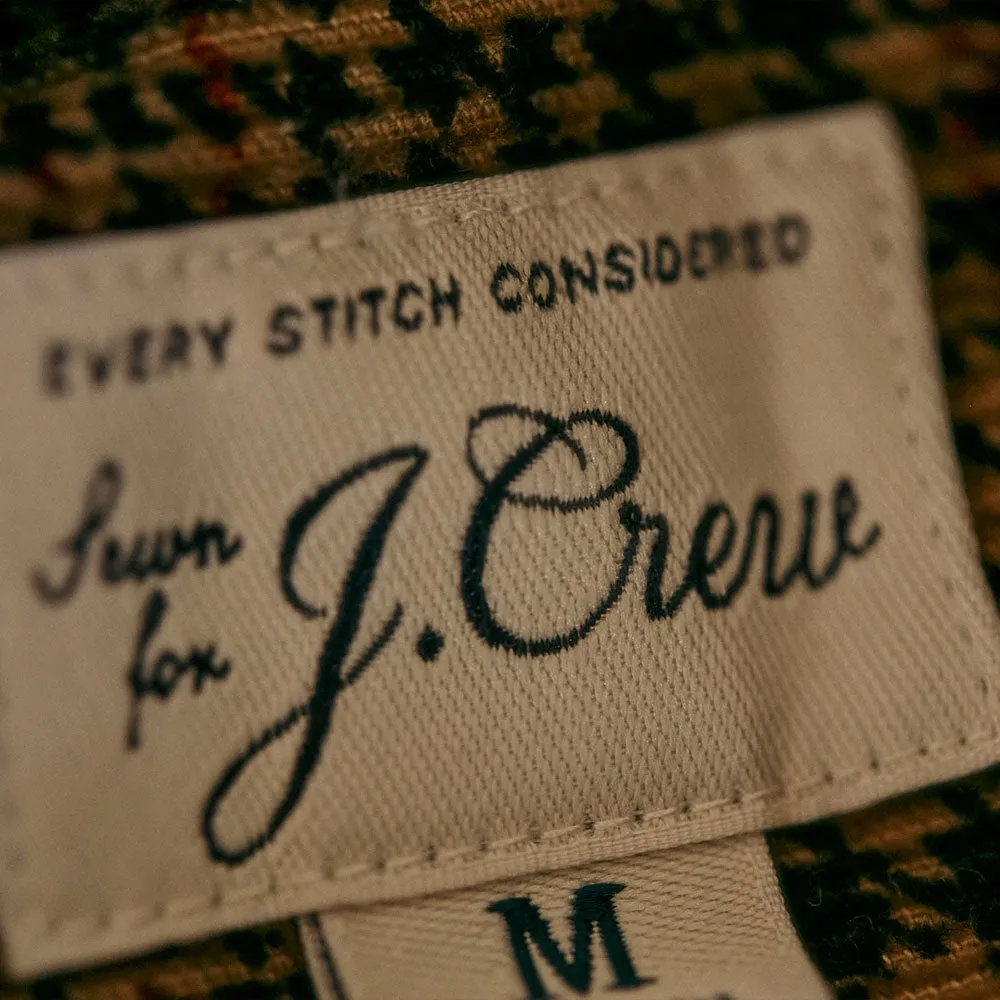 EVERY STITCH CONSIDERED
Sewn
for J. Crew
M